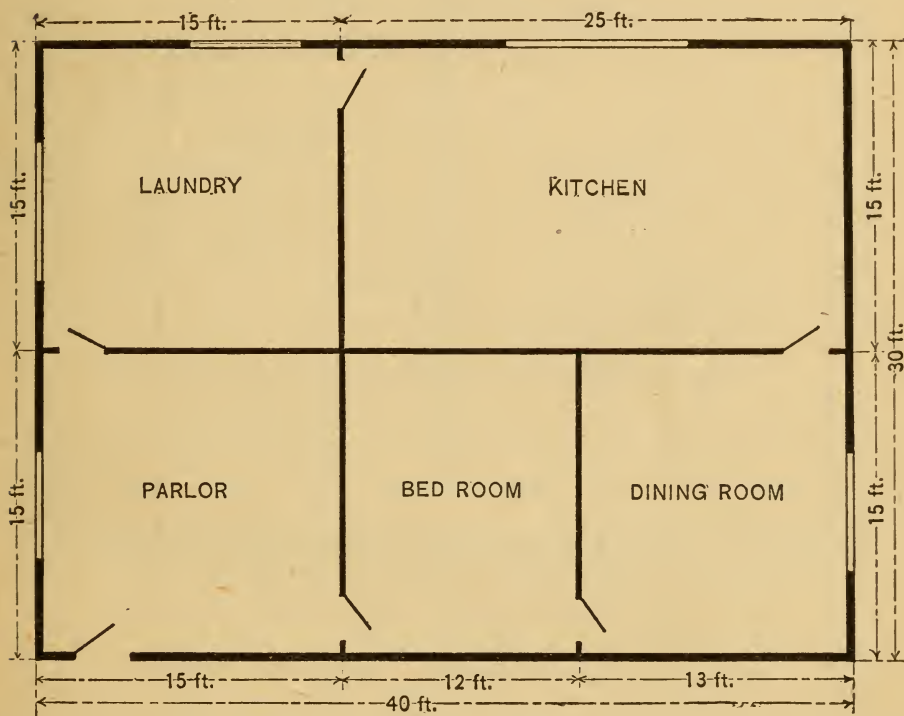 15 ft. 25 ft.
LAUNDRY KITCHEN
15 ft. 15 ft.
30 ft.
PARLOR BED ROOM DINING ROOM
15 ft. 15 ft.
15 ft. 12 ft. 13 ft.
40 ft.